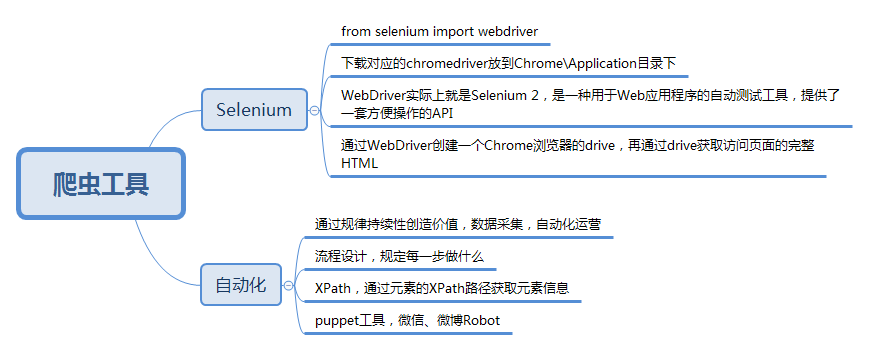 爬虫工具
Selenium
from selenium import webdriver
下载对应的chromedriver放到Chrome\Application目录下
WebDriver实际上就是Selenium 2，是一种用于Web应用程序的自动测试工具，提供了
一套方便操作的API
通过WebDriver创建一个Chrome浏览器的drive，再通过drive获取访问页面的完整
HTML
自动化
通过规律持续性创造价值，数据采集，自动化运营
流程设计，规定每一步做什么
XPath，通过元素的XPath路径获取元素信息
puppet工具，微信、微博Robot